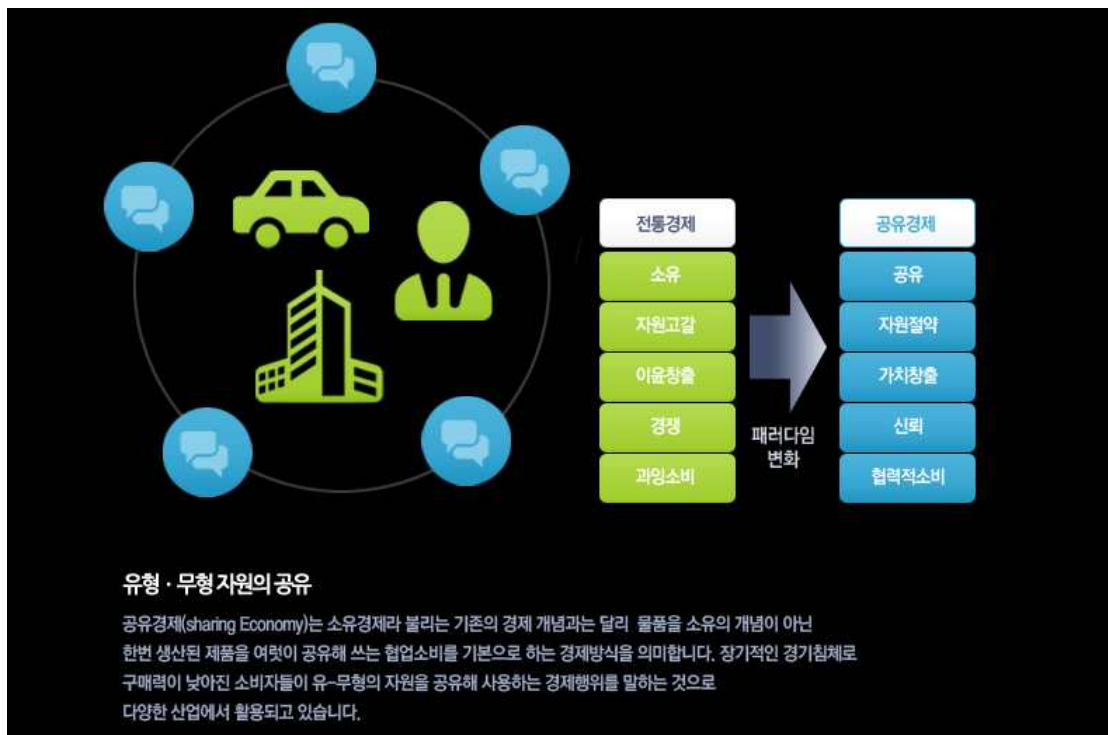 전통경제
소유
자원고갈
이윤창출
경쟁
과잉소비
패러다임
변화
공유경제
공유
자원절약
가치창출
신뢰
협력적소비
유형 · 무형 자원의 공유
공유경제(sharing Economy)는 소유경제라 불리는 기존의 경제 개념과는 달리 물품을 소유의 개념이 아닌
한번 생산된 제품을 여럿이 공유해 쓰는 협업소비를 기본으로 하는 경제방식을 의미합니다. 장기적인 경기침체로
구매력이 낮아진 소비자들이 유-무형의 자원을 공유해 사용하는 경제행위를 말하는 것으로
다양한 산업에서 활용되고 있습니다.